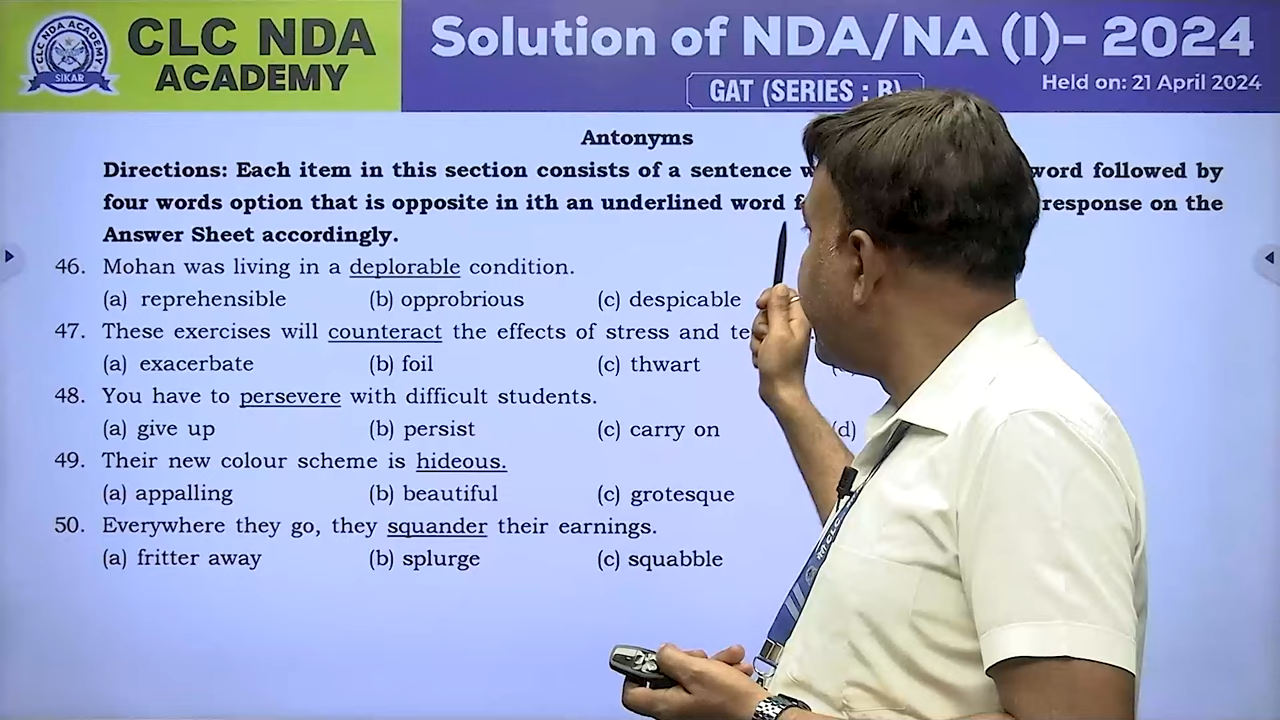 CLC NDA ACADEMY
SIKAR
CLC NDA
ACADEMY
Solution of NDA/NA (I)- 2024
GAT (SERIES : B)
Held on: 21 April 2024
Antonyms
Directions: Each item in this section consists of a sentence word followed by
four words option that is opposite in ith an underlined word response on the
Answer Sheet accordingly.
46. Mohan was living in a deplorable condition.
(a) reprehensible (b) opprobrious (c) despicable
47. These exercises will counteract the effects of stress and
(a) exacerbate (b) foil (c) thwart
48. You have to persevere with difficult students.
(a) give up (b) persist (c) carry on (d)
49. Their new colour scheme is hideous.
(a) appalling (b) beautiful (c) grotesque
50. Everywhere they go, they squander their earnings.
(a) fritter away (b) splurge (c) squabble